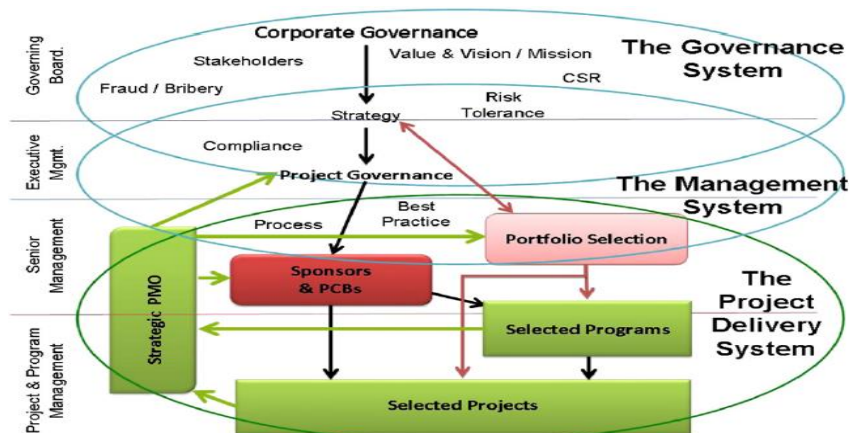 Corporate Governance
Stakeholders
Value & Vision / Mission
The Governance
System
CSR
Fraud / Bribery
Risk
Tolerance
Strategy
Governing
Board.
Compliance
Project Governance
Executive
Mgmt.
The Management
System
Best
Practice
Process
Portfolio Selection
Senior
Management
Sponsors
& PCBs
The
Project
Delivery
System
Strategic PMO
Selected Programs
Project & Program
Management
Selected Projects